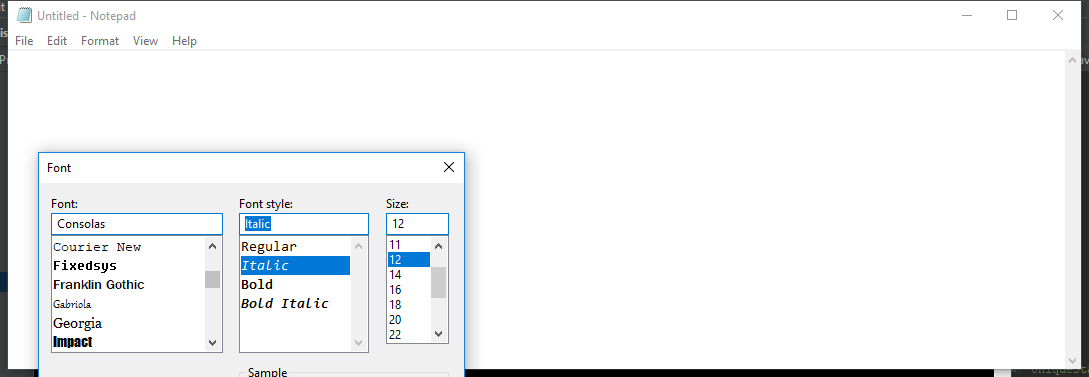 Untitled - Notepad
File Edit Format View Help
Font
Font: Font style: Size:
Consolas Italic 12
Courier New Regular 11
Fixedsys Italic 12
Franklin Gothic Bold 14
Gabriola Bold Italic 16
Georgia 18
Impact 20
22
Sample